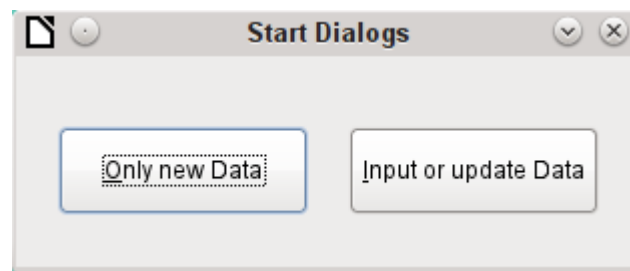 Start Dialogs
Only new Data
Input or update Data